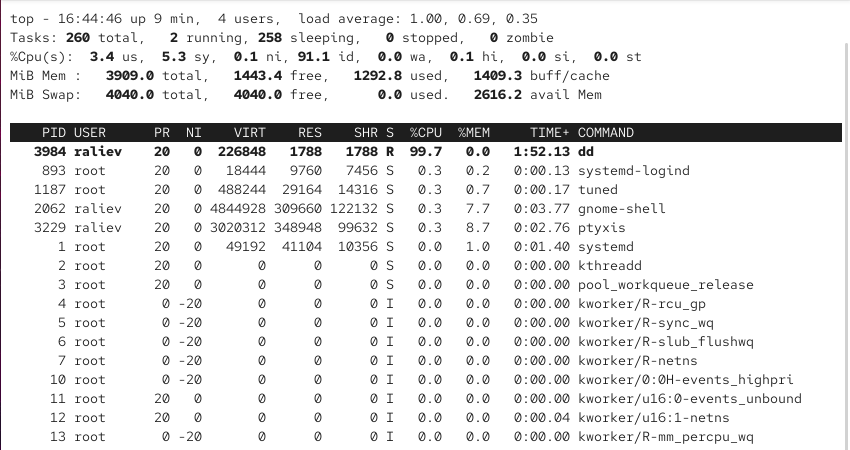 top - 16:44:46 up 9 min,  4 users,  load average: 1.00, 0.69, 0.35
Tasks: 260 total,   2 running, 258 sleeping,   0 stopped,   0 zombie
%Cpu(s):  3.4 us,  5.3 sy,  0.1 ni, 91.1 id,  0.0 wa,  0.1 hi,  0.0 si,  0.0 st
MiB Mem :   3909.0 total,   1443.4 free,   1292.8 used,   1409.3 buff/cache
MiB Swap:   4040.0 total,   4040.0 free,      0.0 used.   2616.2 avail Mem
PID USER      PR  NI    VIRT    RES    SHR S  %CPU  %MEM     TIME+ COMMAND
3984 raliev    20   0  226848   1788   1788 R  99.7   0.0   1:52.13 dd
893 root      20   0   18444   9760   7456 S   0.3   0.2   0:00.13 systemd-logind
1187 root      20   0  488244  29164  14316 S   0.3   0.7   0:00.17 tuned
2062 raliev    20   0 4844928 309660 122132 S   0.3   7.7   0:03.77 gnome-shell
3229 raliev    20   0 3020312 348948  99632 S   0.3   8.7   0:02.76 ptyxis
1 root      20   0   49192  41104  10356 S   0.0   1.0   0:01.40 systemd
2 root      20   0       0      0      0 S   0.0   0.0   0:00.00 kthreadd
3 root      20   0       0      0      0 S   0.0   0.0   0:00.00 pool_workqueue_release
4 root       0 -20       0      0      0 I   0.0   0.0   0:00.00 kworker/R-rcu_gp
5 root       0 -20       0      0      0 I   0.0   0.0   0:00.00 kworker/R-sync_wq
6 root       0 -20       0      0      0 I   0.0   0.0   0:00.00 kworker/R-slub_flushwq
7 root       0 -20       0      0      0 I   0.0   0.0   0:00.00 kworker/R-netns
10 root       0 -20       0      0      0 I   0.0   0.0   0:00.00 kworker/0:0H-events_highpri
11 root      20   0       0      0      0 I   0.0   0.0   0:00.00 kworker/u16:0-events_unbound
12 root      20   0       0      0      0 I   0.0   0.0   0:00.04 kworker/u16:1-netns
13 root       0 -20       0      0      0 I   0.0   0.0   0:00.00 kworker/R-mm_percpu_wq